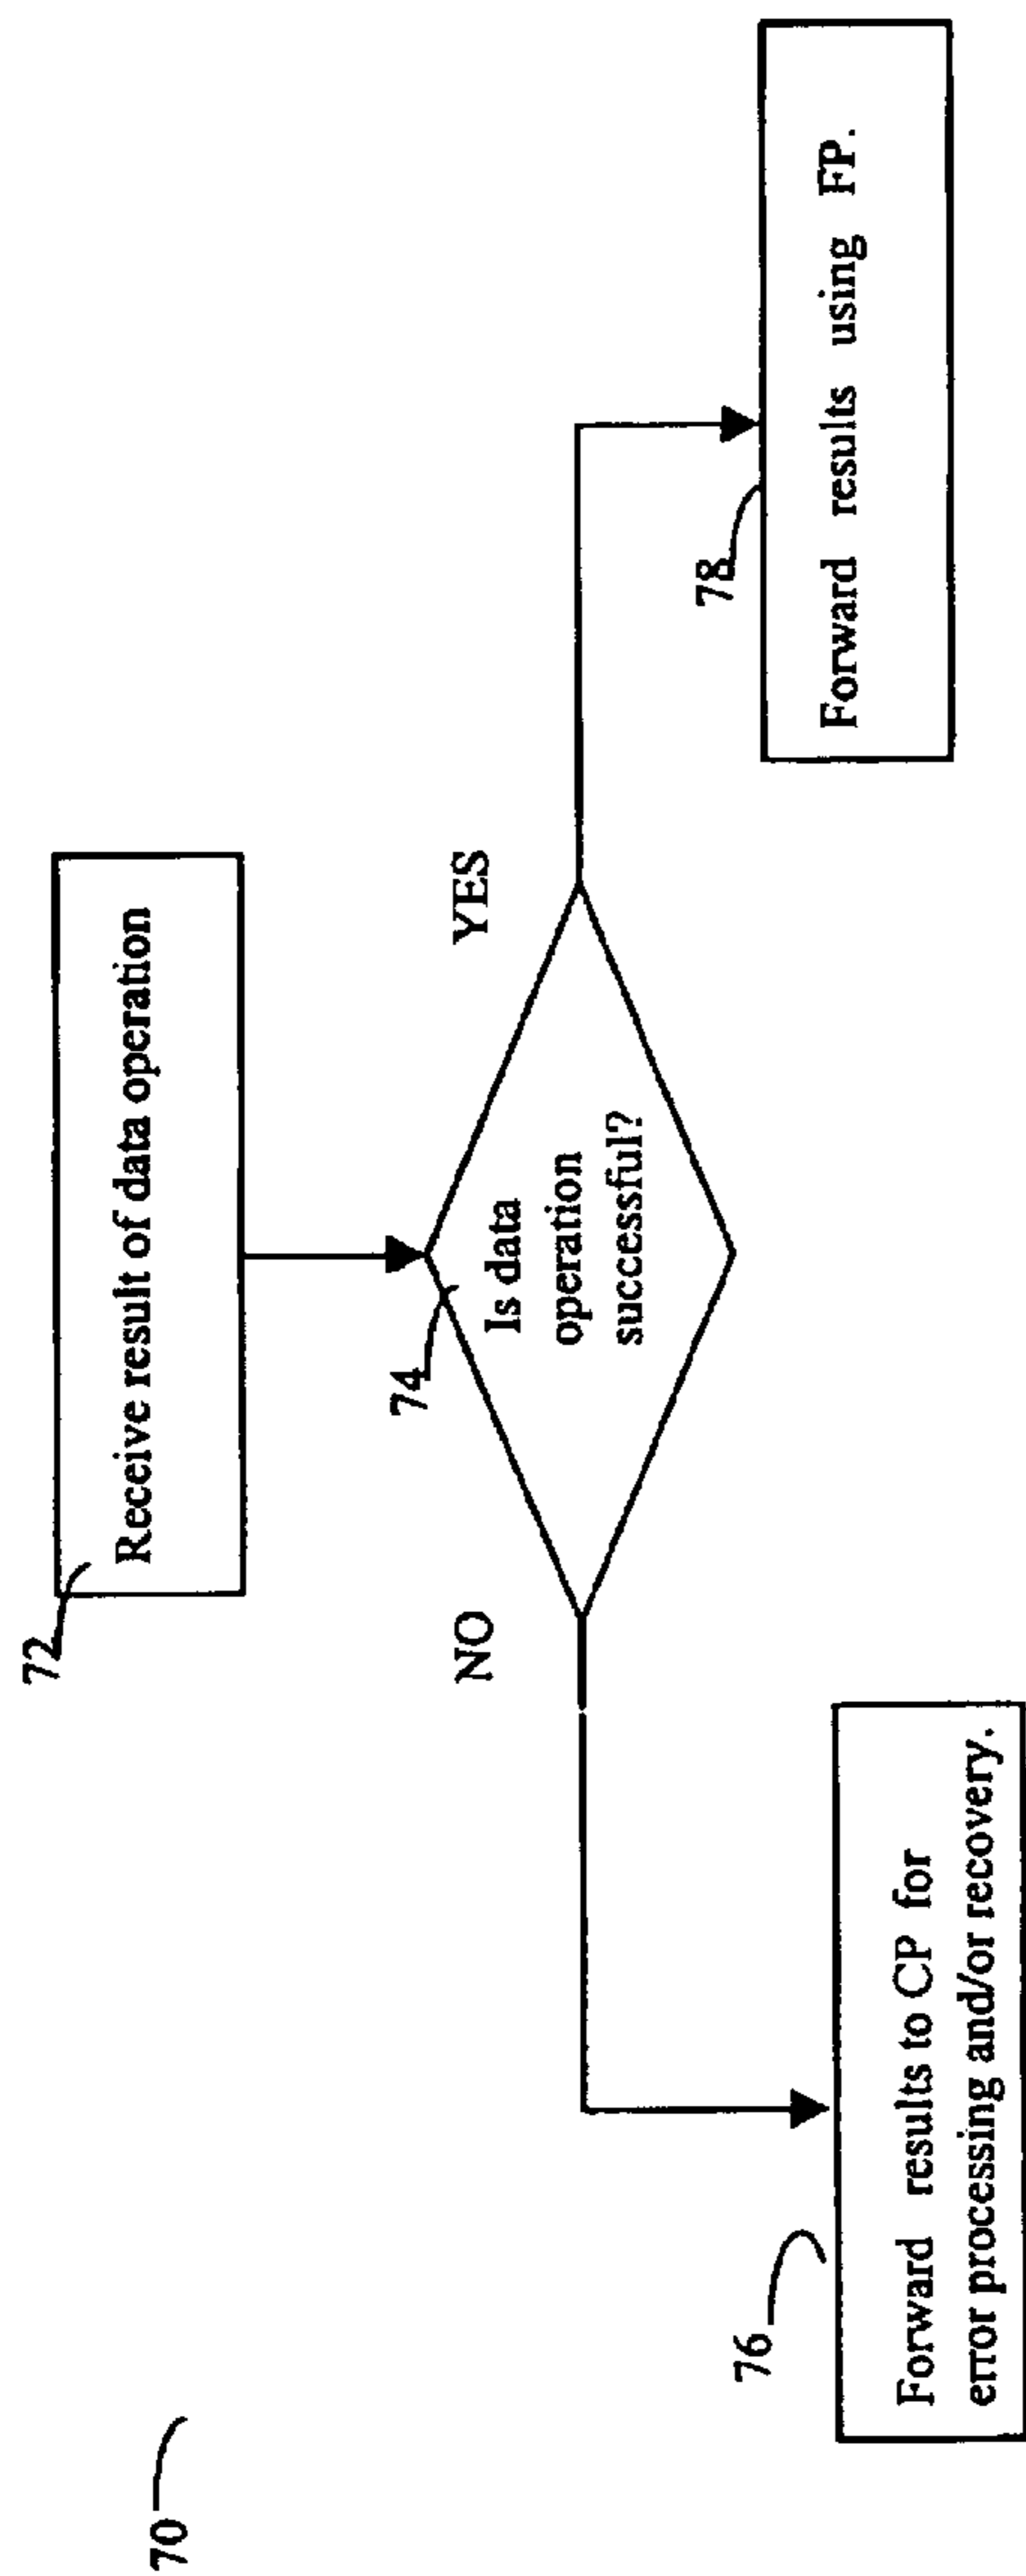 70
72
Receive result of data operation
74
Is data
operation
successful?
NO
YES
76
Forward results to CP for
error processing and/or recovery.
78
Forward results using FP.